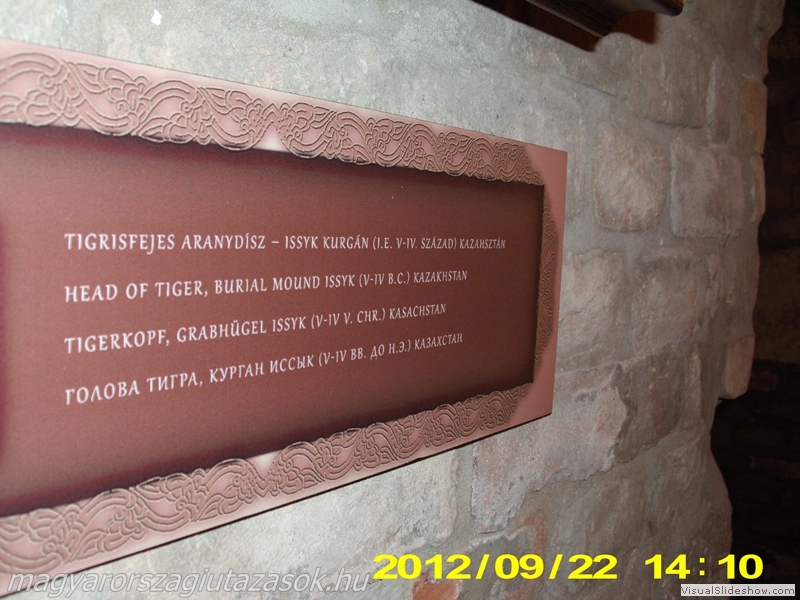 TIGRISFEJES ARANYDÍSZ – ISSYK KURGÁN (I.E. V-IV. SZÁZAD) KAZAHSZTÁN
HEAD OF TIGER, BURIAL MOUND ISSYK (V-IV B.C.) KAZAKHSTAN
TIGERKOPF, GRABHÜGEL ISSYK (V-IV V. CHR.) KASACHSTAN
ГОЛОВА ТИГРА, КУРГАН ИССЫК (V-IV ВВ. ДО Н.Э.) КАЗАХСТАН
2012/09/22 14:10
magyarorszagiutazasok.hu
VisualSlideshow.com